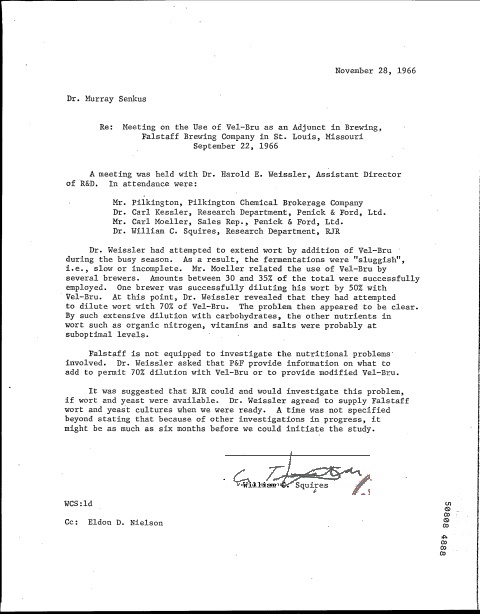 November 28, 1966
Dr. Murray Senkus
Re: Meeting on the Use of Vel-Bru as an Adjunct in Brewing,
Falstaff Brewing Company in St. Louis, Missouri
September 22, 1966
A meeting was held with Dr. Harold E. Weissler, Assistant Director
of R&D. In attendance were:
Mr. Pilkington, Pilkington Chemical Brokerage Company
Dr. Carl Kessler, Research Department, Penick & Ford, Ltd.
Mr. Carl Moeller, Sales Rep., Penick & Ford, Ltd.
Dr. William C. Squires, Research Department, RJR
Dr. Weissler had attempted to extend wort by addition of Vel-Bru
during the busy season. As a result, the fermentations were "sluggish",
i.e., slow or incomplete. Mr. Moeller related the use of Vel-Bru by
several brewers. Amounts between 30 and 35% of the total were successfully
employed. One brewer was successfully diluting his wort by 50% with
Vel-Bru. At this point, Dr. Weissler revealed that they had attempted
to dilute wort with 70% of Vel-Bru. The problem then appeared to be clear.
By such extensive dilution with carbohydrates, the other nutrients in
wort such as organic nitrogen, vitamins and salts were probably at
suboptimal levels.
Falstaff is not equipped to investigate the nutritional problems
involved. Dr. Weissler asked that P&F provide information on what to
add to permit 70% dilution with Vel-Bru or to provide modified Vel-Bru.
It was suggested that RJR could and would investigate this problem,
if wort and yeast were available. Dr. Weissler agreed to supply Falstaff
wort and yeast cultures when we were ready. A time was not specified
beyond stating that because of other investigations in progress, it
might be as much as six months before we could initiate the study.
William C. Squires
WCS:ld
Cc: Eldon D. Nielson
50808 4888